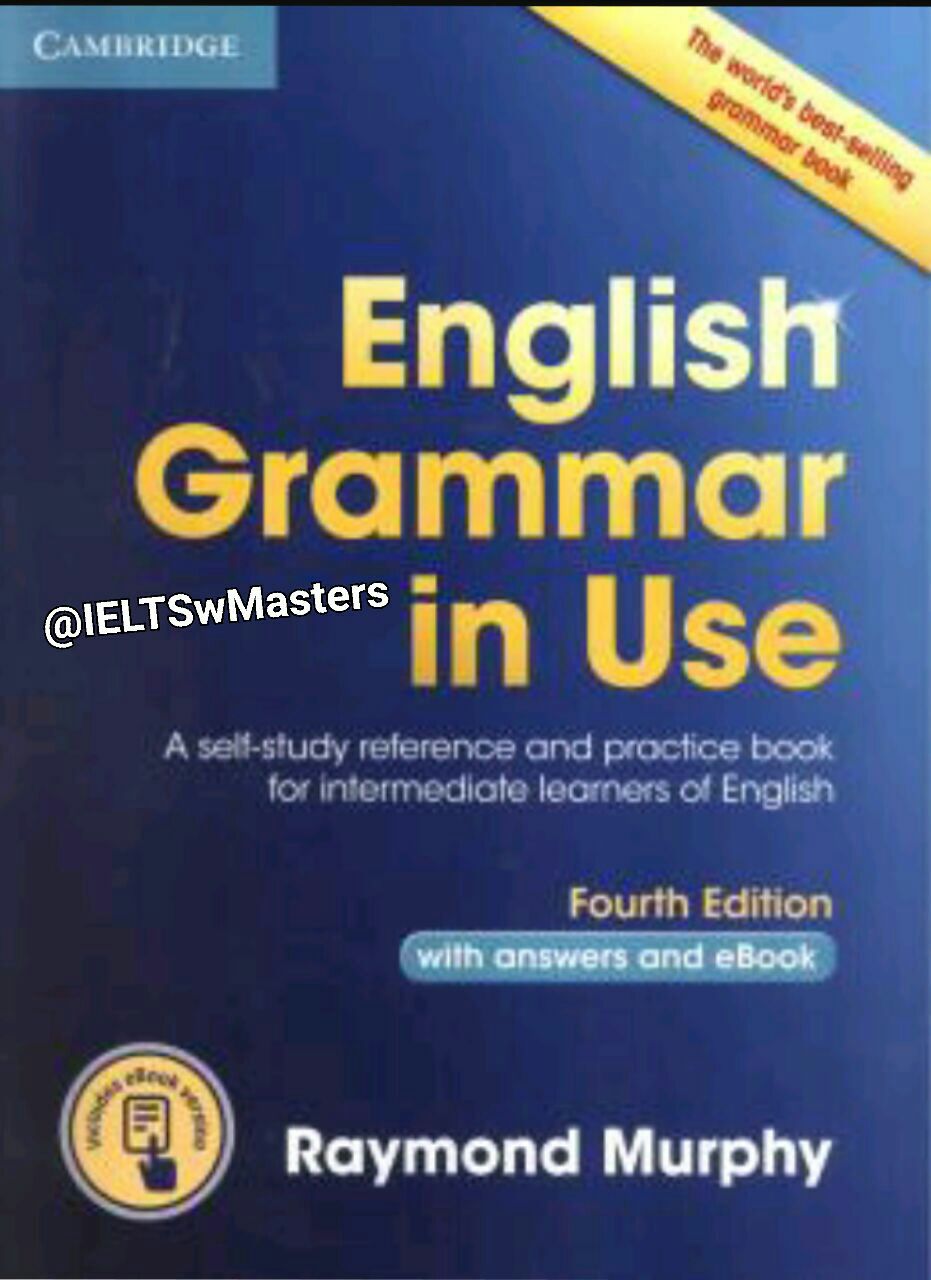 CAMBRIDGE
The world's best-selling
grammar book
English
Grammar
in Use
@IELTSwMasters
A self-study reference and practice book
for intermediate learners of English
Fourth Edition
with answers and eBook
includes eBook version
Raymond Murphy